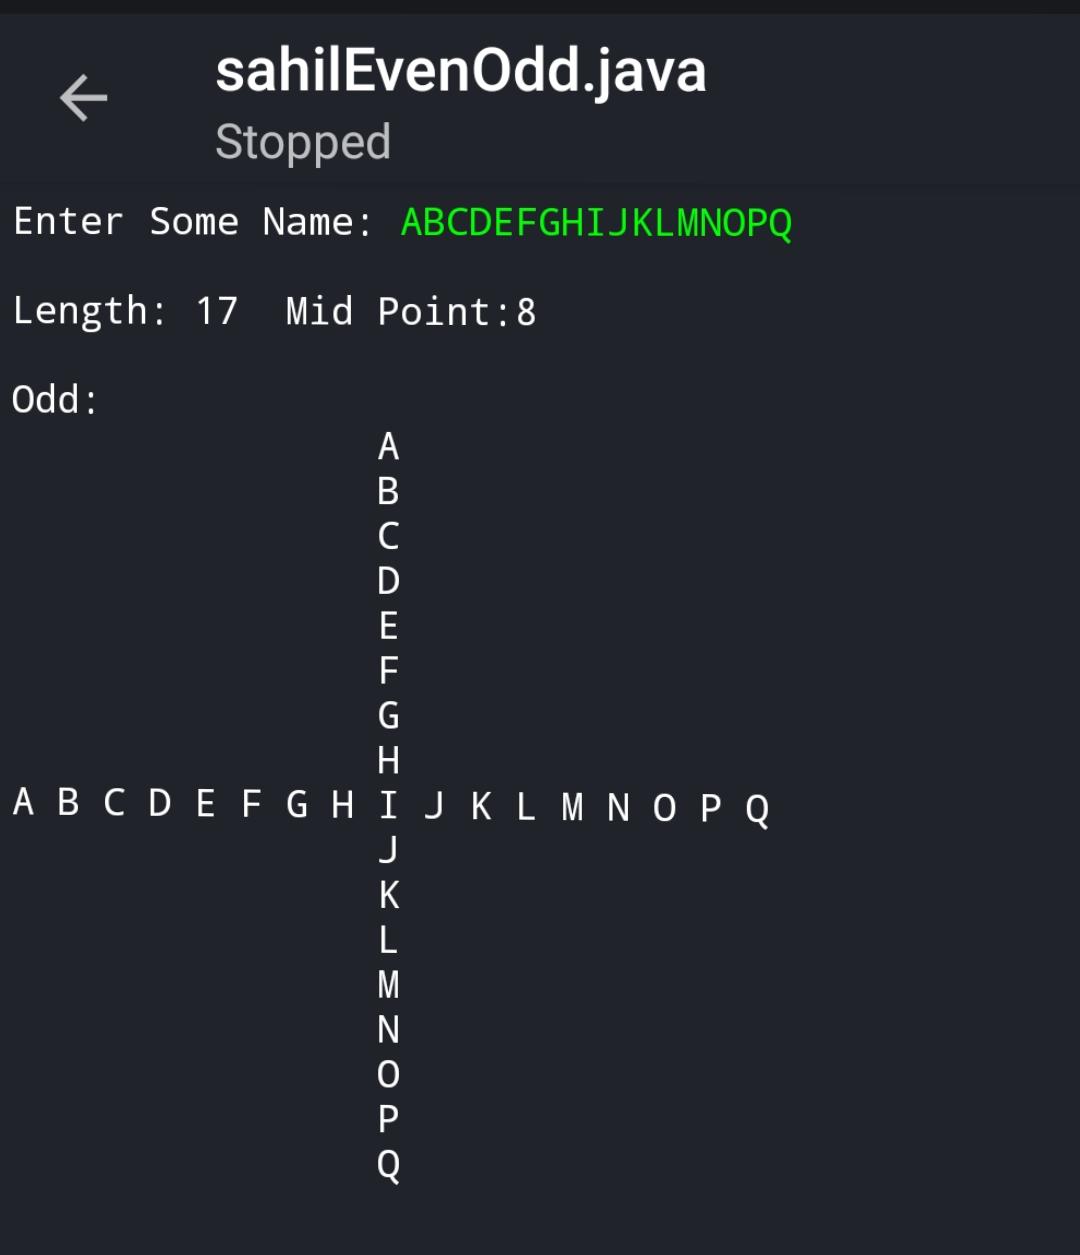 sahilEvenOdd.java
Stopped
Enter Some Name: ABCDEFGHIJKLMNOPQ
Length: 17  Mid Point:8
Odd:
A
B
C
D
E
F
G
H
A B C D E F G H I J K L M N O P Q
J
K
L
M
N
O
P
Q